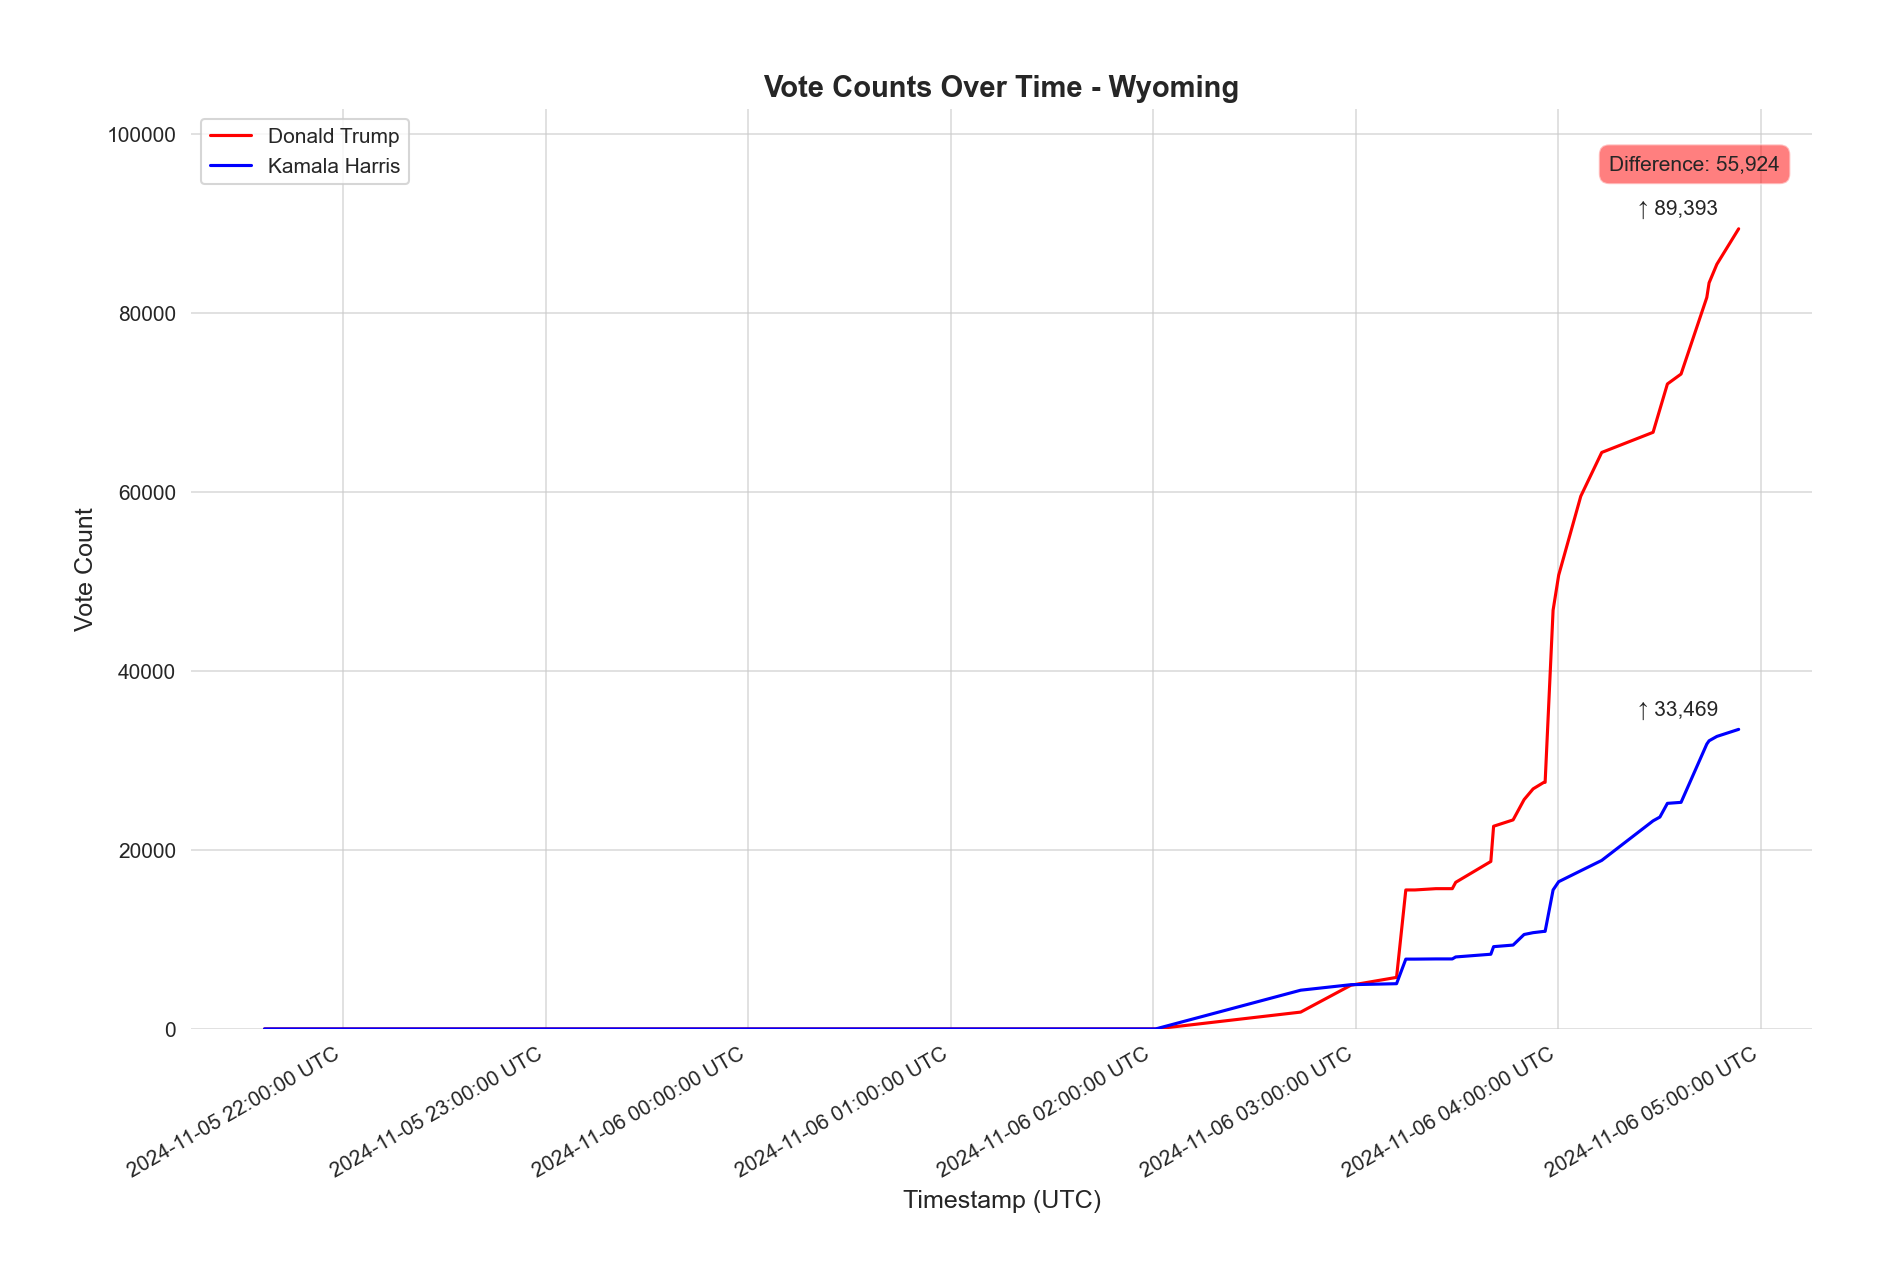 Vote Counts Over Time - Wyoming
Donald Trump
Kamala Harris
Difference: 55,924
↑ 89,393
↑ 33,469
Vote Count
100000
80000
60000
40000
20000
0
2024-11-05 22:00:00 UTC
2024-11-05 23:00:00 UTC
2024-11-06 00:00:00 UTC
2024-11-06 01:00:00 UTC
2024-11-06 02:00:00 UTC
2024-11-06 03:00:00 UTC
2024-11-06 04:00:00 UTC
2024-11-06 05:00:00 UTC
Timestamp (UTC)